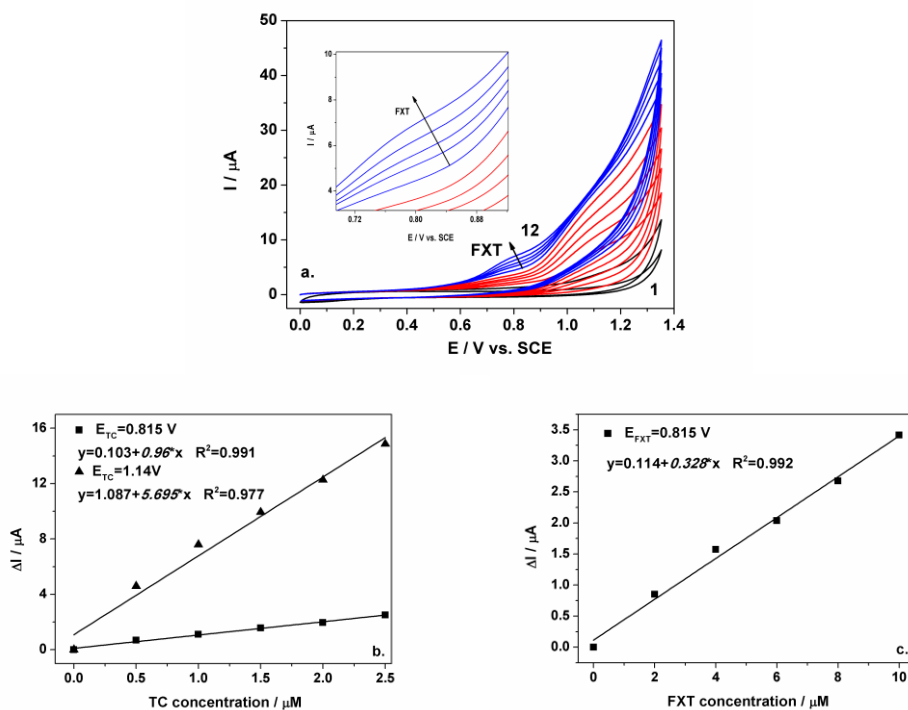 50
40
30
20
10
0
I / μA
10
8
6
4
I / μA
FXT
0.72 0.80 0.88
E / V vs. SCE
12
FXT
a.
1
0.0 0.2 0.4 0.6 0.8 1.0 1.2 1.4
E / V vs. SCE
16
12
8
4
0
ΔI / μA
E_TC=0.815 V
y=0.103+0.96*x R²=0.991
E_TC=1.14V
y=1.087+5.695*x R²=0.977
b.
0.0 0.5 1.0 1.5 2.0 2.5
TC concentration / μM
3.5
3.0
2.5
2.0
1.5
1.0
0.5
0.0
ΔI / μA
E_FXT=0.815 V
y=0.114+0.328*x R²=0.992
c.
0 2 4 6 8 10
FXT concentration / μM